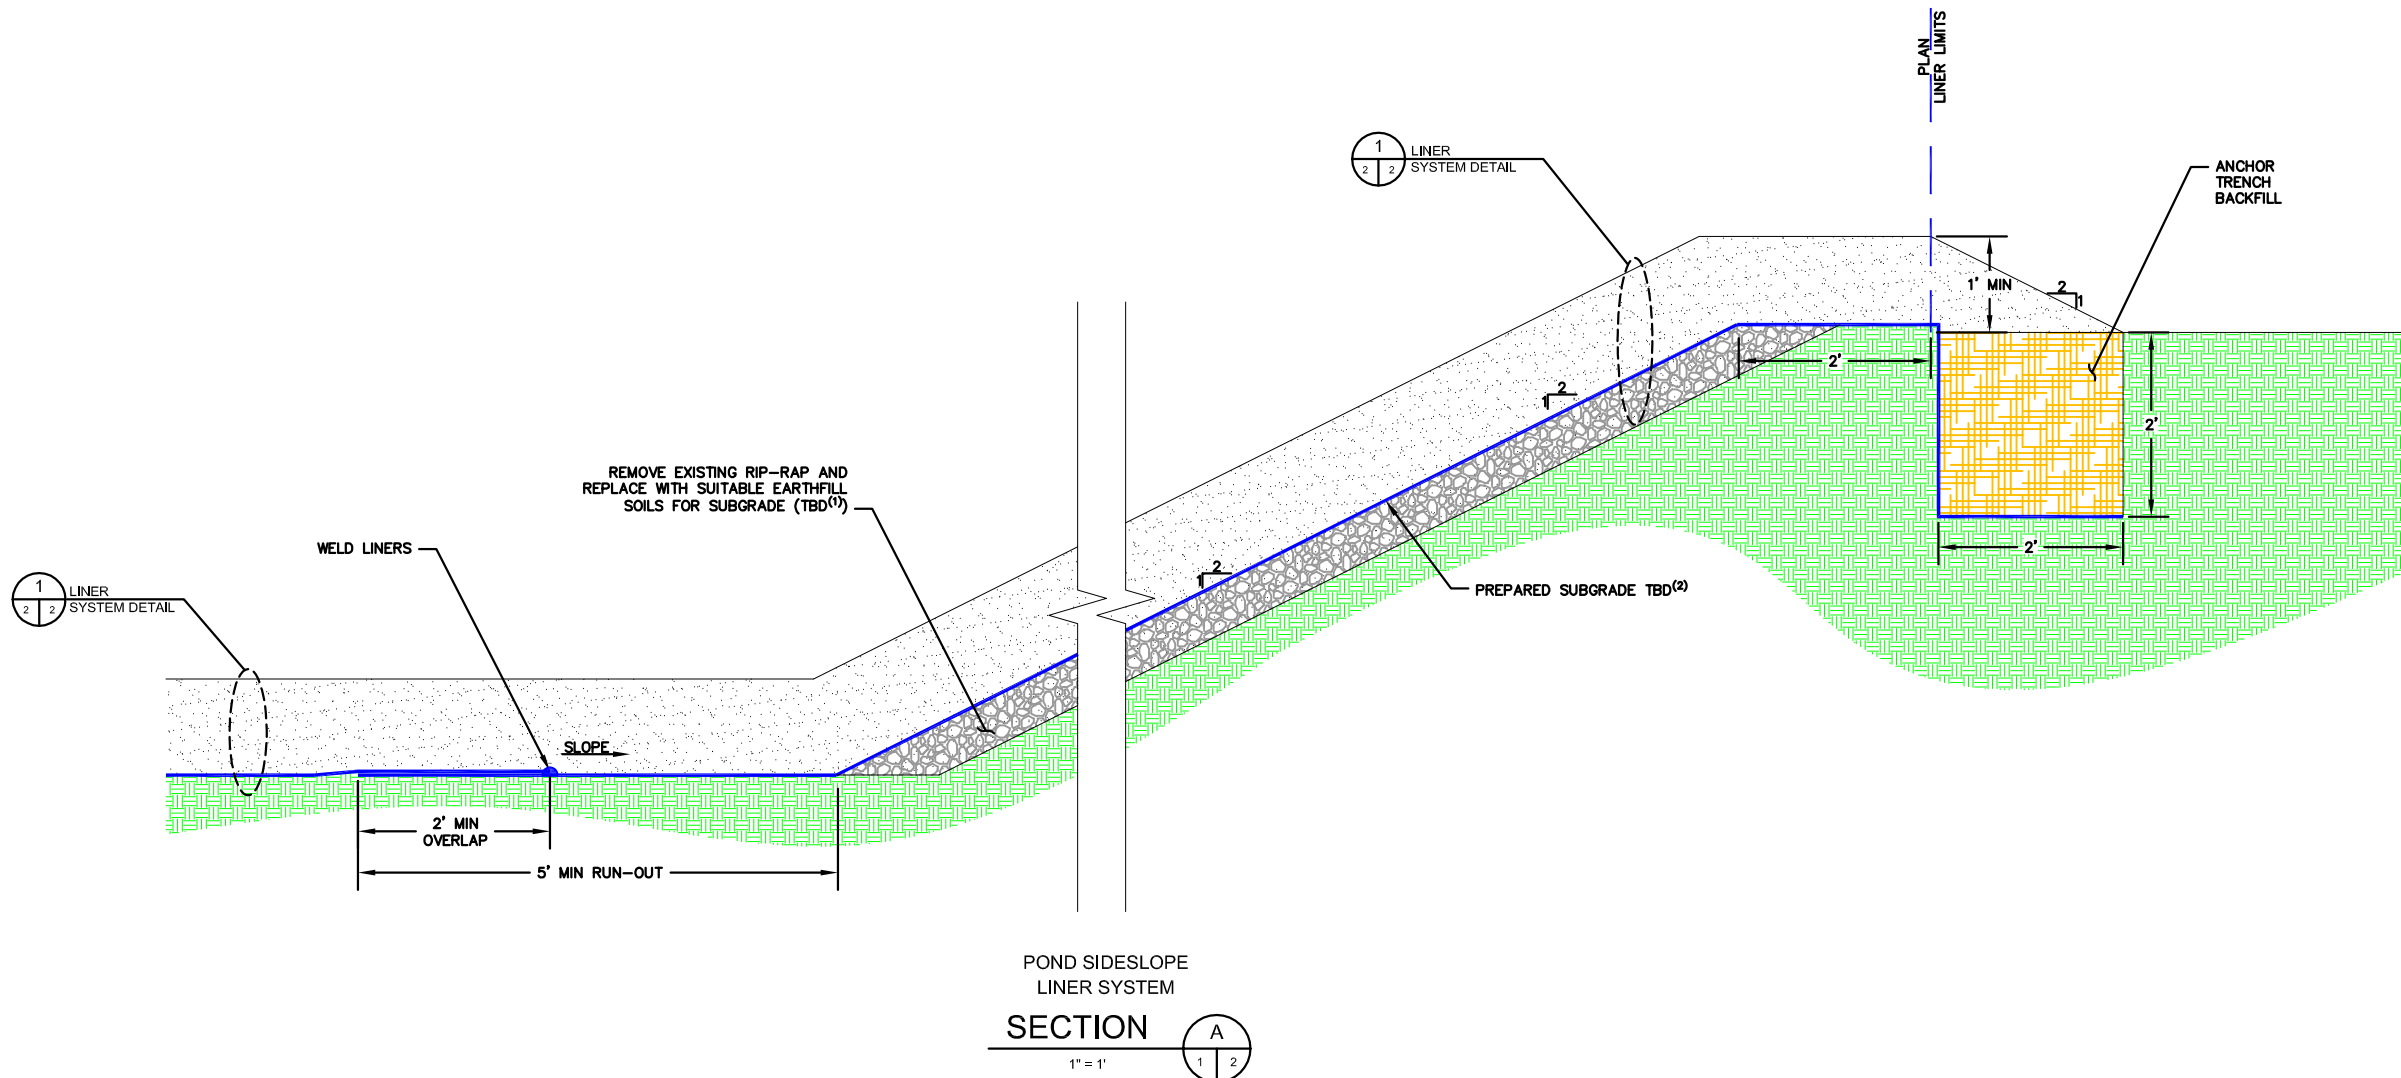 PLAN
LINER LIMITS
1
LINER
2 2
SYSTEM DETAIL
ANCHOR
TRENCH
BACKFILL
1' MIN
2
1
2'
2
1
2'
REMOVE EXISTING RIP-RAP AND
REPLACE WITH SUITABLE EARTHFILL
SOILS FOR SUBGRADE (TBD(1))
2'
WELD LINERS
2
1
PREPARED SUBGRADE TBD(2)
1
LINER
2 2
SYSTEM DETAIL
SLOPE
2' MIN
OVERLAP
5' MIN RUN-OUT
POND SIDESLOPE
LINER SYSTEM
SECTION
A
1" = 1'
1 2